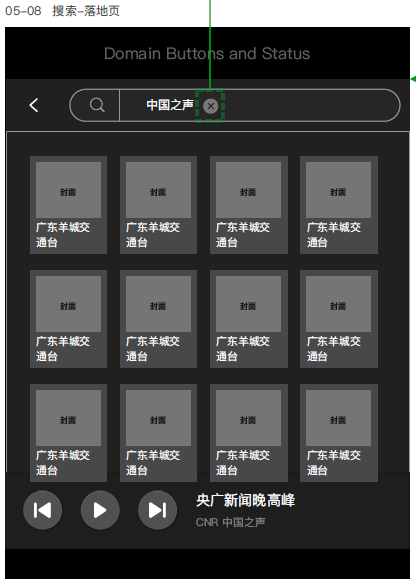 05-08 搜索-落地页
Domain Buttons and Status
中国之声
封面 封面 封面 封面
广东羊城交 广东羊城交 广东羊城交 广东羊城交
通台 通台 通台 通台
封面 封面 封面 封面
广东羊城交 广东羊城交 广东羊城交 广东羊城交
通台 通台 通台 通台
封面 封面 封面 封面
广东羊城交 广东羊城交 广东羊城交 广东羊城交
通台 通台 通台 通台
央广新闻晚高峰
CNR 中国之声